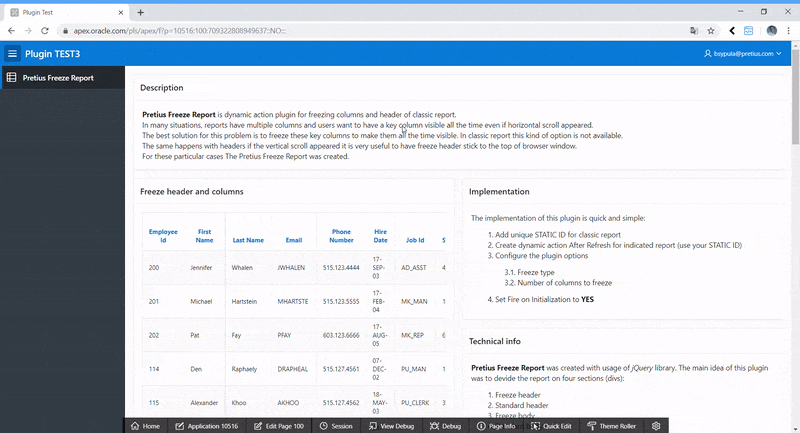 Plugin Test
apex.oracle.com/pls/apex/f?p=10516:100:709322808949637::NO:::
Plugin TEST3
bsypula@pretius.com
Pretius Freeze Report
Description
Pretius Freeze Report is dynamic action plugin for freezing columns and header of classic report.
In many situations, reports have multiple columns and users want to have a key column visible all the time even if horizontal scroll appeared.
The best solution for this problem is to freeze these key columns to make them all the time visible. In classic report this kind of option is not available.
The same happens with headers if the vertical scroll appeared it is very useful to have freeze header stick to the top of browser window.
For these particular cases The Pretius Freeze Report was created.
Freeze header and columns
Employee Id First Name Last Name Email Phone Number Hire Date Job Id S
200 Jennifer Whalen JWHALEN 515.123.4444 17-SEP-03 AD_ASST 4
201 Michael Hartstein MHARTSTE 515.123.5555 17-FEB-04 MK_MAN 1
202 Pat Fay PFAY 603.123.6666 17-AUG-05 MK_REP 6
114 Den Raphaely DRAPHEAL 515.127.4561 07-DEC-02 PU_MAN 1
115 Alexander Khoo AKHOO 515.127.4562 18-MAY-03 PU_CLERK 3
Implementation
The implementation of this plugin is quick and simple:
1. Add unique STATIC ID for classic report
2. Create dynamic action After Refresh for indicated report (use your STATIC ID)
3. Configure the plugin options
3.1. Freeze type
3.2. Number of columns to freeze
4. Set Fire on Initialization to YES
Technical info
Pretius Freeze Report was created with usage of jQuery library. The main idea of this plugin
was to devide the report on four sections (divs):
1. Freeze header
2. Standard header
3. Freeze body
Home Application 10516 Edit Page 100 Session View Debug Debug Page Info Quick Edit Theme Roller